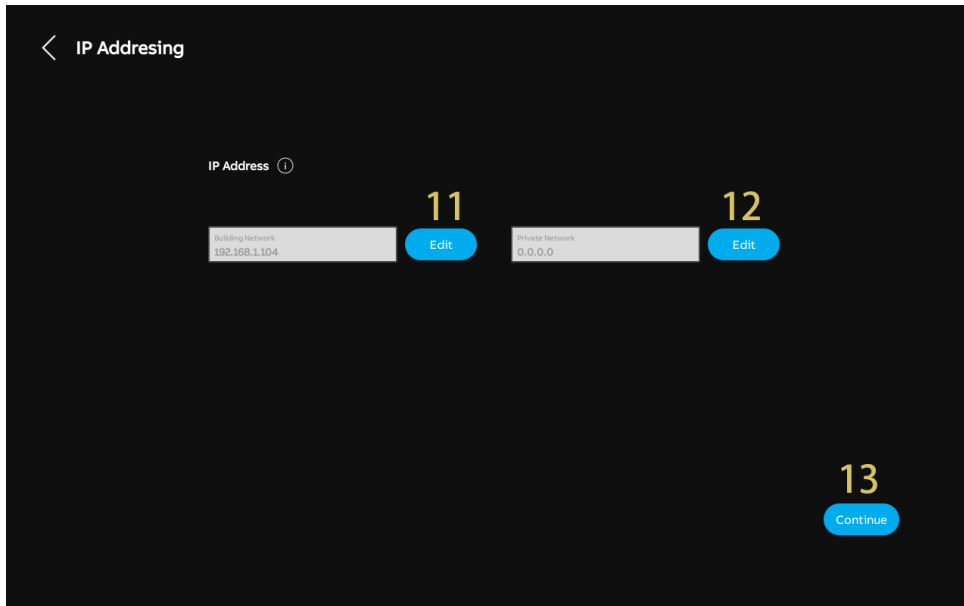 IP Addresing
IP Address i
11
12
Building Network
192.168.1.104
Edit
Private Network
0.0.0.0
Edit
13
Continue